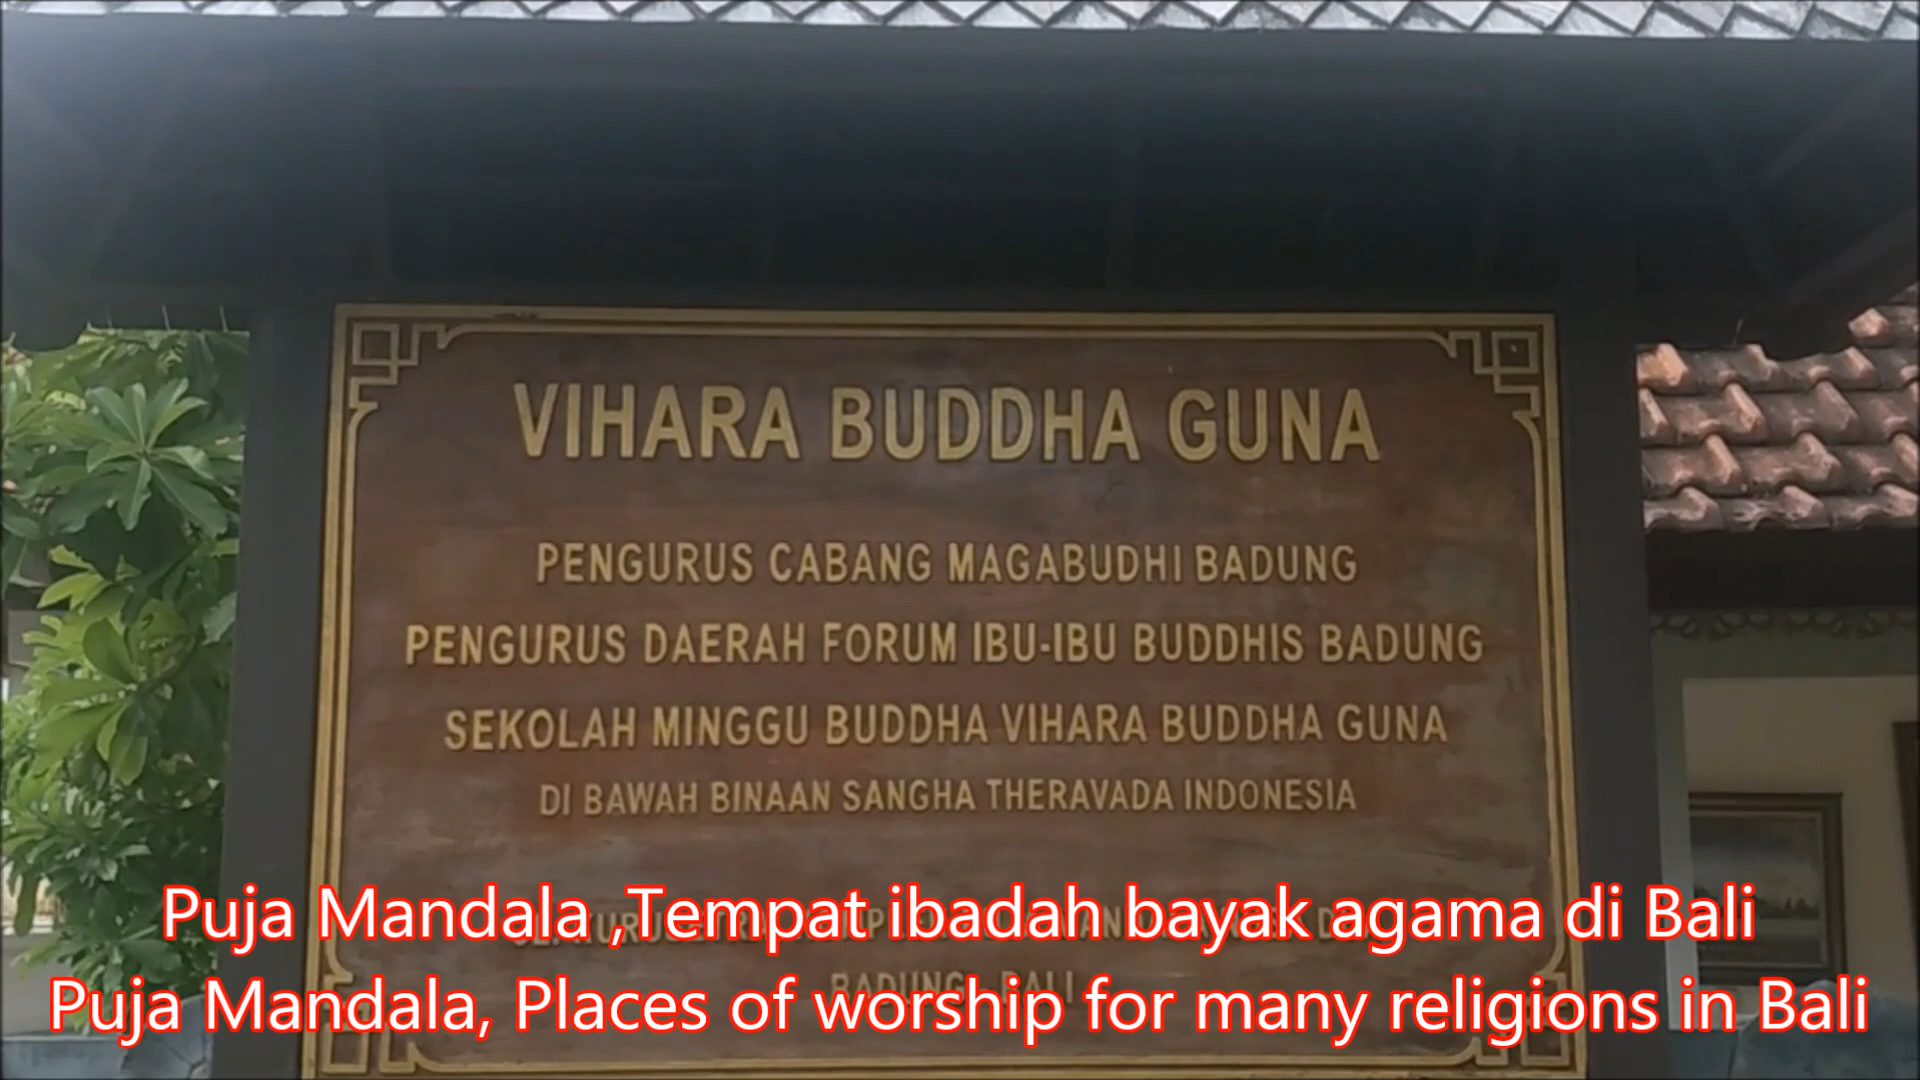 VIHARA BUDDHA GUNA
PENGURUS CABANG MAGABUDHI BADUNG
PENGURUS DAERAH FORUM IBU-IBU BUDDHIS BADUNG
SEKOLAH MINGGU BUDDHA VIHARA BUDDHA GUNA
DI BAWAH BINAAN SANGHA THERAVADA INDONESIA
BADUNG - BALI
Puja Mandala ,Tempat ibadah bayak agama di Bali
Puja Mandala, Places of worship for many religions in Bali